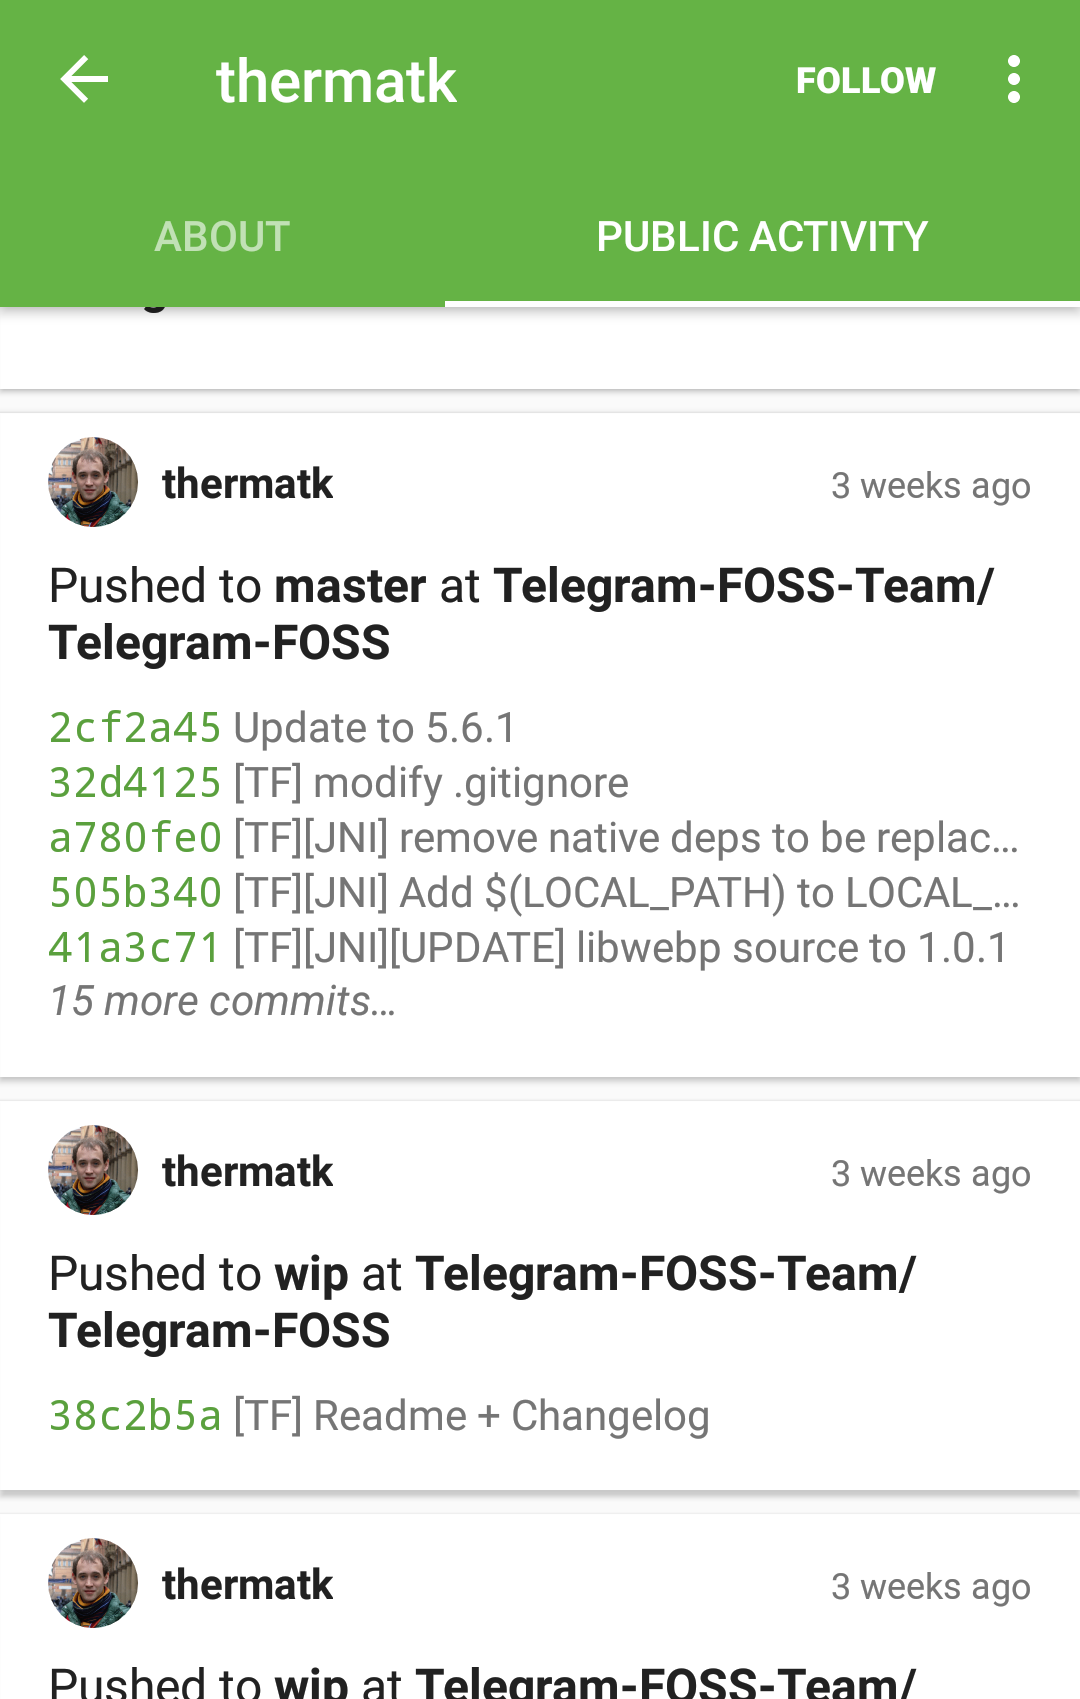 thermatk
FOLLOW
ABOUT
PUBLIC ACTIVITY
thermatk
3 weeks ago
Pushed to master at Telegram-FOSS-Team/
Telegram-FOSS
2cf2a45 Update to 5.6.1
32d4125 [TF] modify .gitignore
a780fe0 [TF][JNI] remove native deps to be replac...
505b340 [TF][JNI] Add $(LOCAL_PATH) to LOCAL_...
41a3c71 [TF][JNI][UPDATE] libwebp source to 1.0.1
15 more commits...
thermatk
3 weeks ago
Pushed to wip at Telegram-FOSS-Team/
Telegram-FOSS
38c2b5a [TF] Readme + Changelog
thermatk
3 weeks ago
Pushed to wip at Telegram-FOSS-Team/